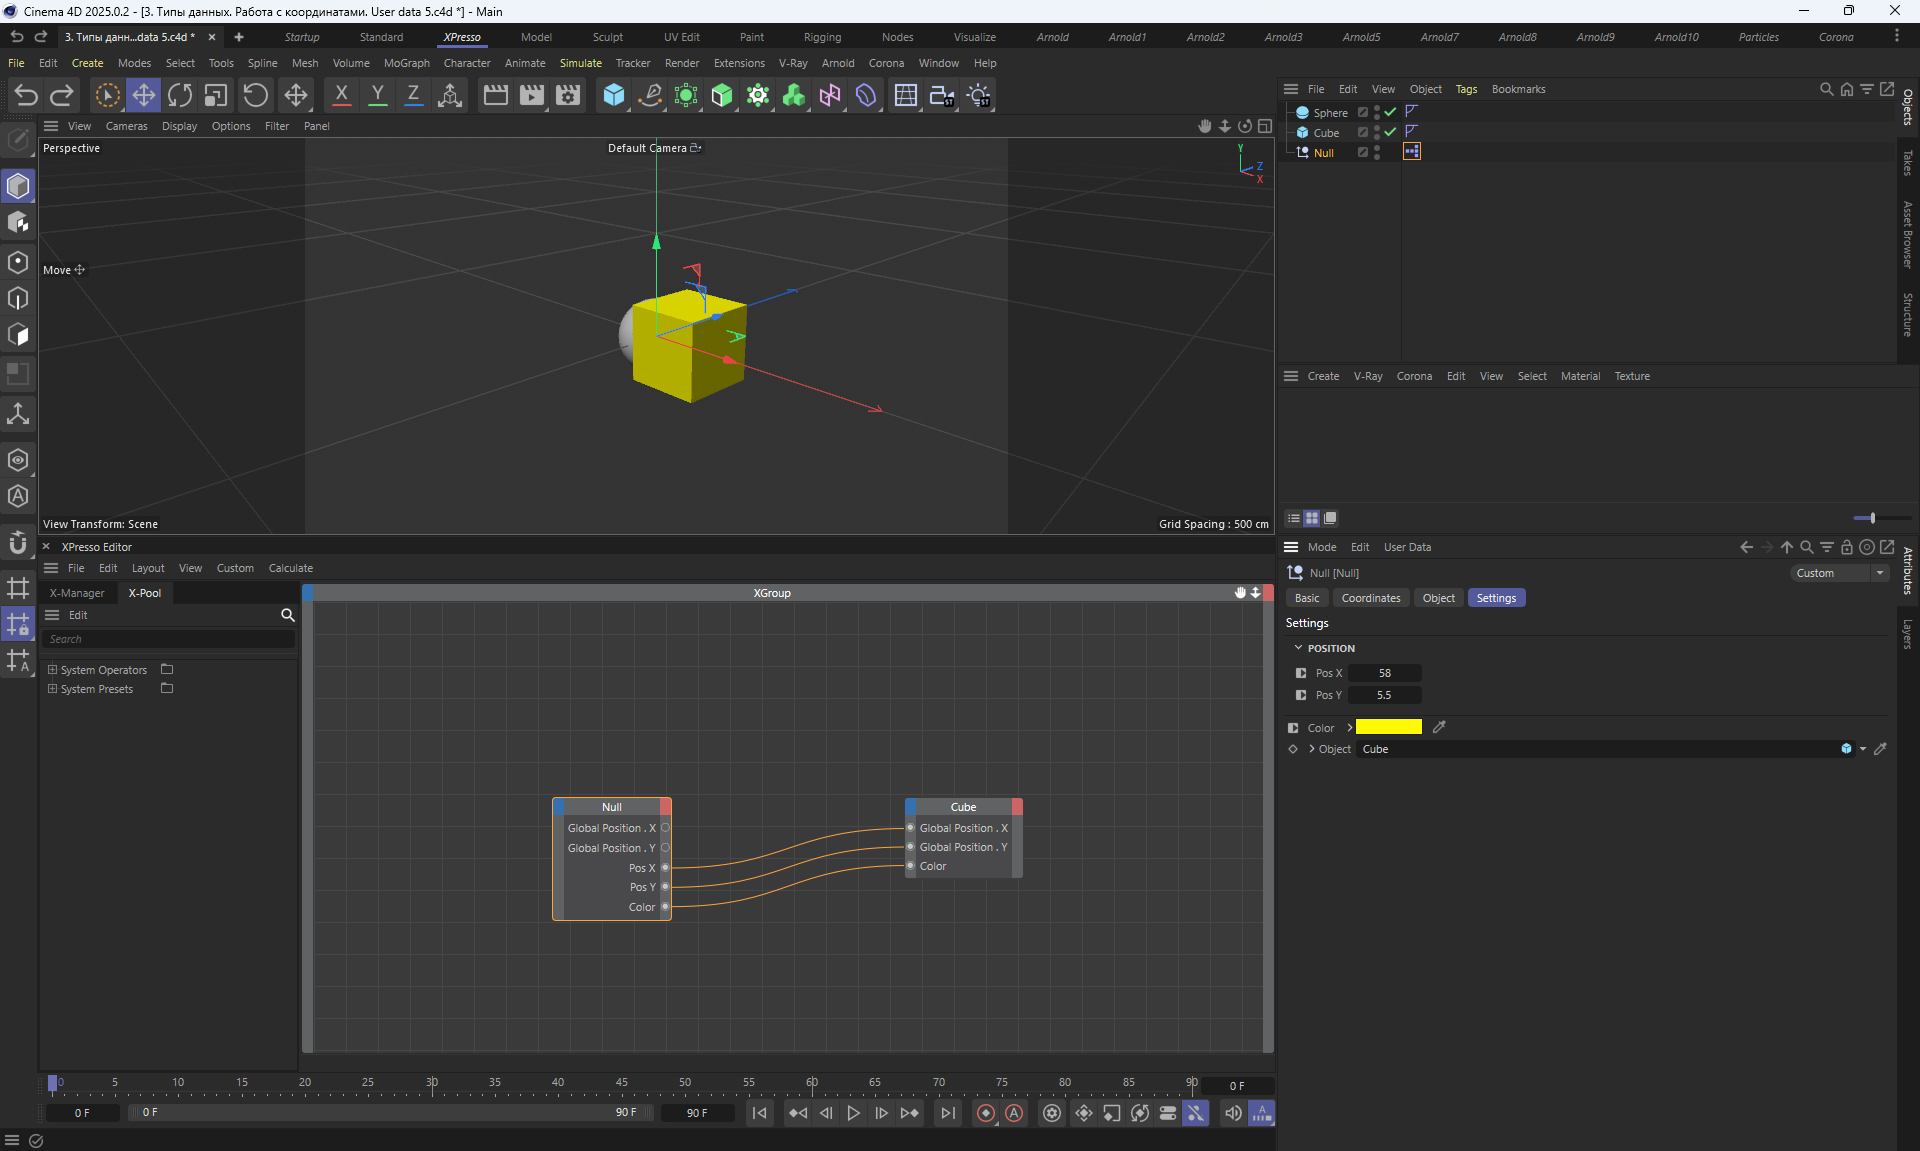 Cinema 4D 2025.0.2 - [3. Типы данных. Работа с координатами. User data 5.c4d *] - Main
3. Типы данн...data 5.c4d * Startup Standard XPresso Model Sculpt UV Edit Paint Rigging Nodes Visualize Arnold Arnold1 Arnold2 Arnold3 Arnold5 Arnold7 Arnold8 Arnold9 Arnold10 Particles Corona
File Edit Create Modes Select Tools Spline Mesh Volume MoGraph Character Animate Simulate Tracker Render Extensions V-Ray Arnold Corona Window Help
X Y Z ST ST
View Cameras Display Options Filter Panel
Perspective
Default Camera
Y
Z
X
Move
View Transform: Scene
Grid Spacing : 500 cm
File Edit View Object Tags Bookmarks
Sphere
Cube
Null
Objects
Takes
Asset Browser
Structure
Create V-Ray Corona Edit View Select Material Texture
XPresso Editor
File Edit Layout View Custom Calculate
X-Manager X-Pool
Edit
Search
System Operators
System Presets
XGroup
Null
Global Position . X
Global Position . Y
Pos X
Pos Y
Color
Cube
Global Position . X
Global Position . Y
Color
Mode Edit User Data
Null [Null]
Custom
Basic Coordinates Object Settings
Settings
POSITION
Pos X 58
Pos Y 5.5
Color
Object Cube
Attributes
Layers
0 5 10 15 20 25 30 35 40 45 50 55 60 65 70 75 80 85 90 0 F
0 F 0 F 90 F 90 F